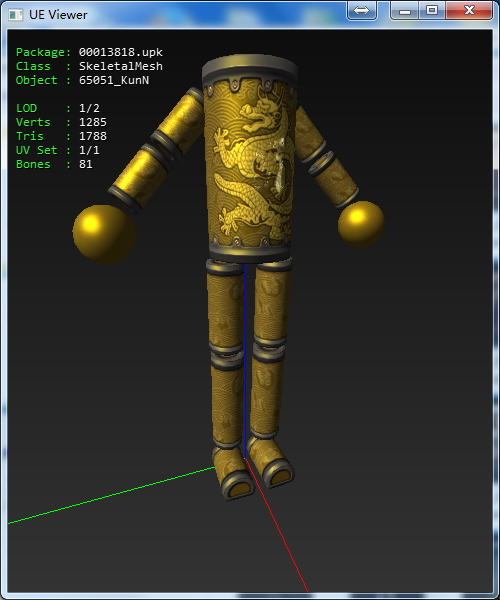 UE Viewer
Package: 00013818.upk
Class  : SkeletalMesh
Object : 65051_KunN
LOD    : 1/2
Verts  : 1285
Tris   : 1788
UV Set : 1/1
Bones  : 81